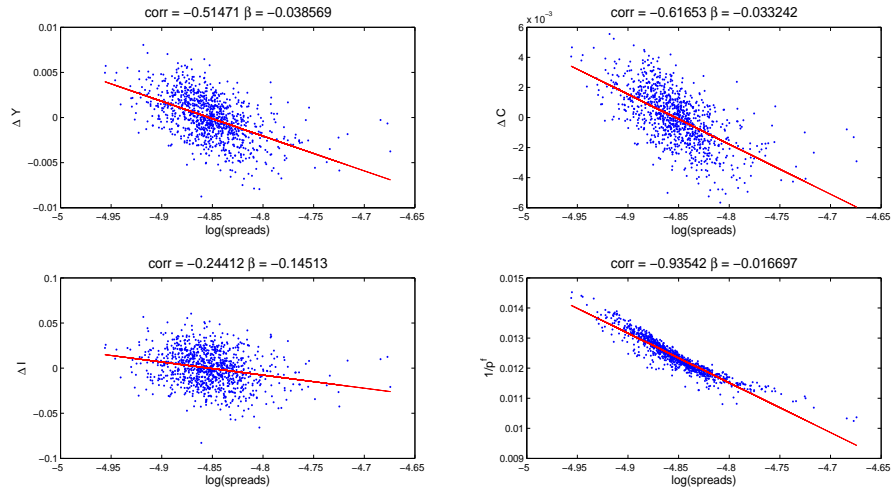 corr = −0.51471 β = −0.038569
0.01
0.005
0
−0.005
−0.01
Δ Y
−5 −4.95 −4.9 −4.85 −4.8 −4.75 −4.7 −4.65
log(spreads)
corr = −0.61653 β = −0.033242
x 10⁻³
6
4
2
0
−2
−4
−6
Δ C
−5 −4.95 −4.9 −4.85 −4.8 −4.75 −4.7 −4.65
log(spreads)
corr = −0.24412 β = −0.14513
0.1
0.05
0
−0.05
−0.1
Δ I
−5 −4.95 −4.9 −4.85 −4.8 −4.75 −4.7 −4.65
log(spreads)
corr = −0.93542 β = −0.016697
0.015
0.014
0.013
0.012
0.011
0.01
0.009
1/pᶠ
−5 −4.95 −4.9 −4.85 −4.8 −4.75 −4.7 −4.65
log(spreads)